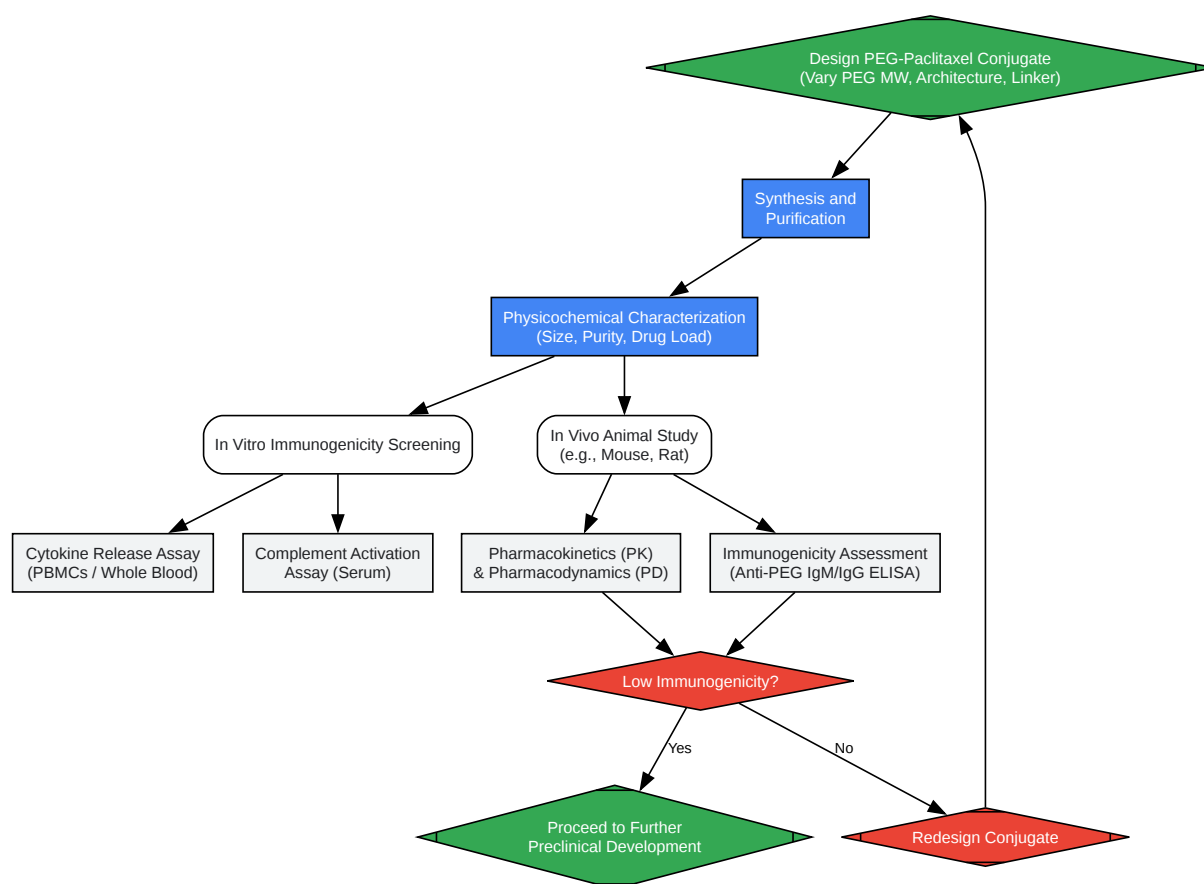 Design PEG-Paclitaxel Conjugate
(Vary PEG MW, Architecture, Linker)
Synthesis and
Purification
Physicochemical Characterization
(Size, Purity, Drug Load)
In Vitro Immunogenicity Screening
In Vivo Animal Study
(e.g., Mouse, Rat)
Cytokine Release Assay
(PBMCs / Whole Blood)
Complement Activation
Assay (Serum)
Pharmacokinetics (PK)
& Pharmacodynamics (PD)
Immunogenicity Assessment
(Anti-PEG IgM/IgG ELISA)
Low Immunogenicity?
Yes
No
Proceed to Further
Preclinical Development
Redesign Conjugate